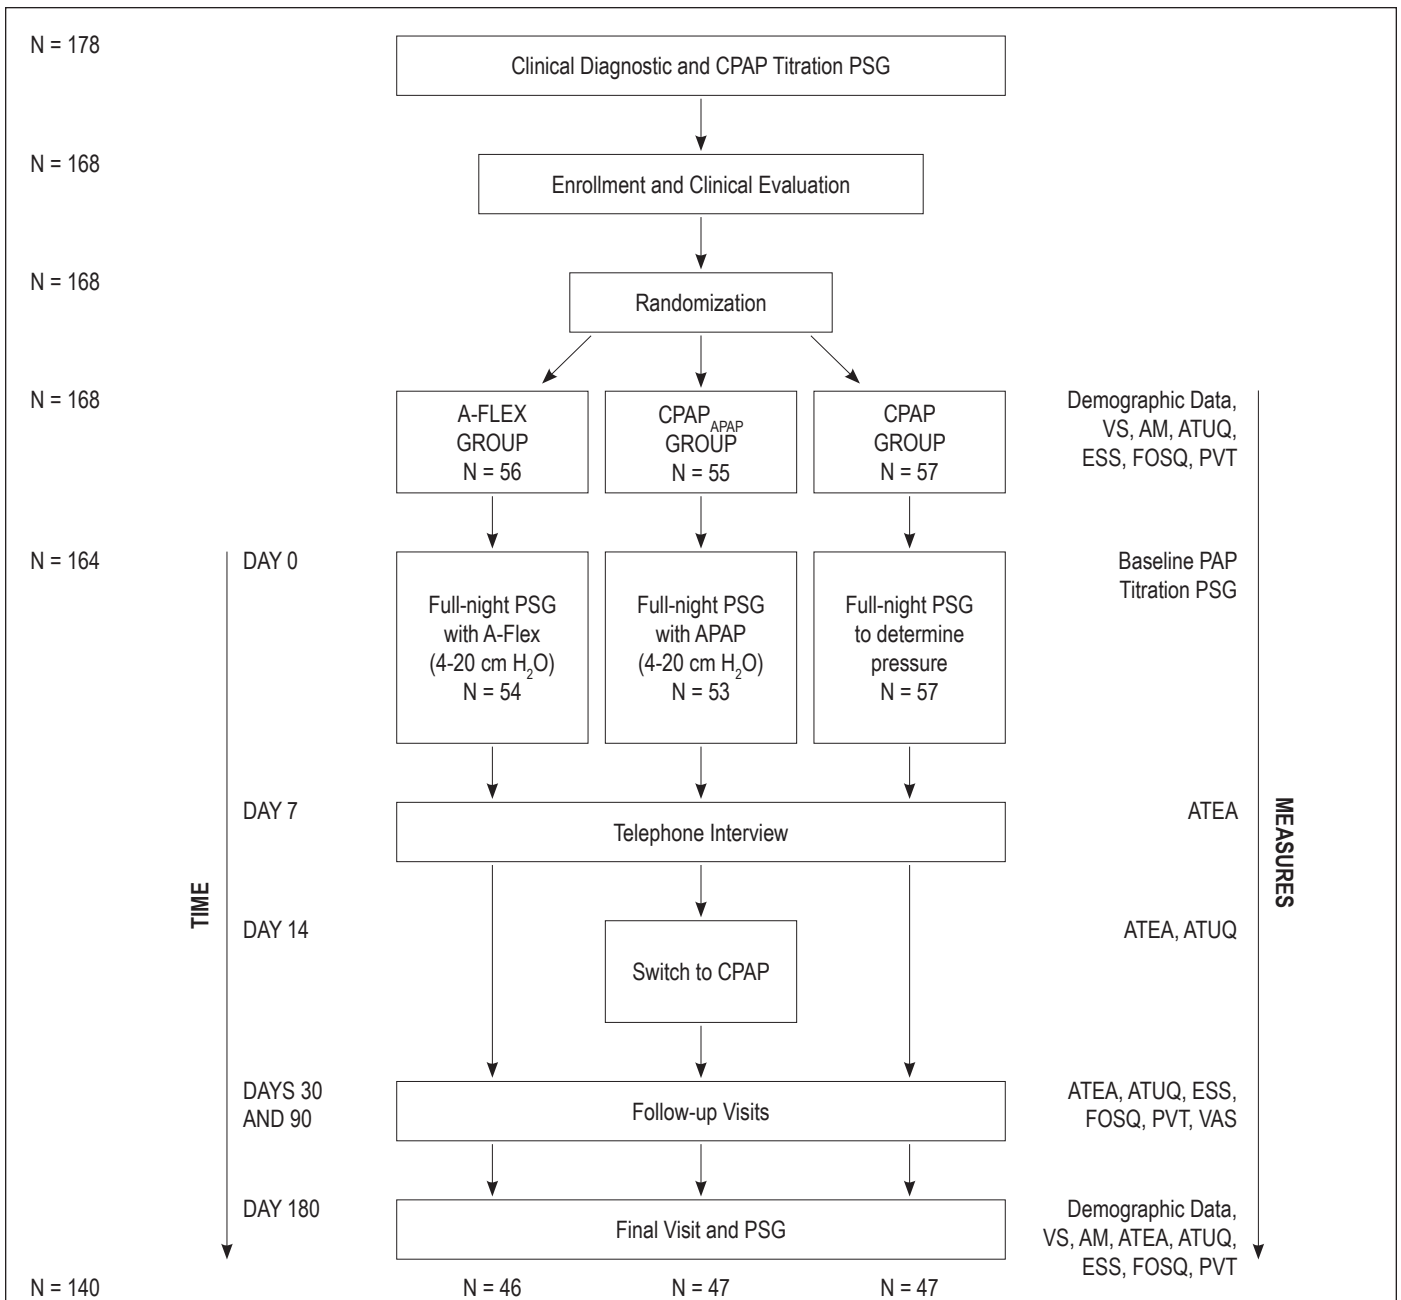 N = 178
Clinical Diagnostic and CPAP Titration PSG
N = 168
Enrollment and Clinical Evaluation
N = 168
Randomization
N = 168
A-FLEX
GROUP
N = 56
CPAP_APAP
GROUP
N = 55
CPAP
GROUP
N = 57
Demographic Data,
VS, AM, ATUQ,
ESS, FOSQ, PVT
N = 164
DAY 0
Full-night PSG
with A-Flex
(4-20 cm H₂O)
N = 54
Full-night PSG
with APAP
(4-20 cm H₂O)
N = 53
Full-night PSG
to determine
pressure
N = 57
Baseline PAP
Titration PSG
DAY 7
Telephone Interview
ATEA
TIME
MEASURES
DAY 14
Switch to CPAP
ATEA, ATUQ
DAYS 30
AND 90
Follow-up Visits
ATEA, ATUQ, ESS,
FOSQ, PVT, VAS
DAY 180
Final Visit and PSG
Demographic Data,
VS, AM, ATEA, ATUQ,
ESS, FOSQ, PVT
N = 140
N = 46
N = 47
N = 47